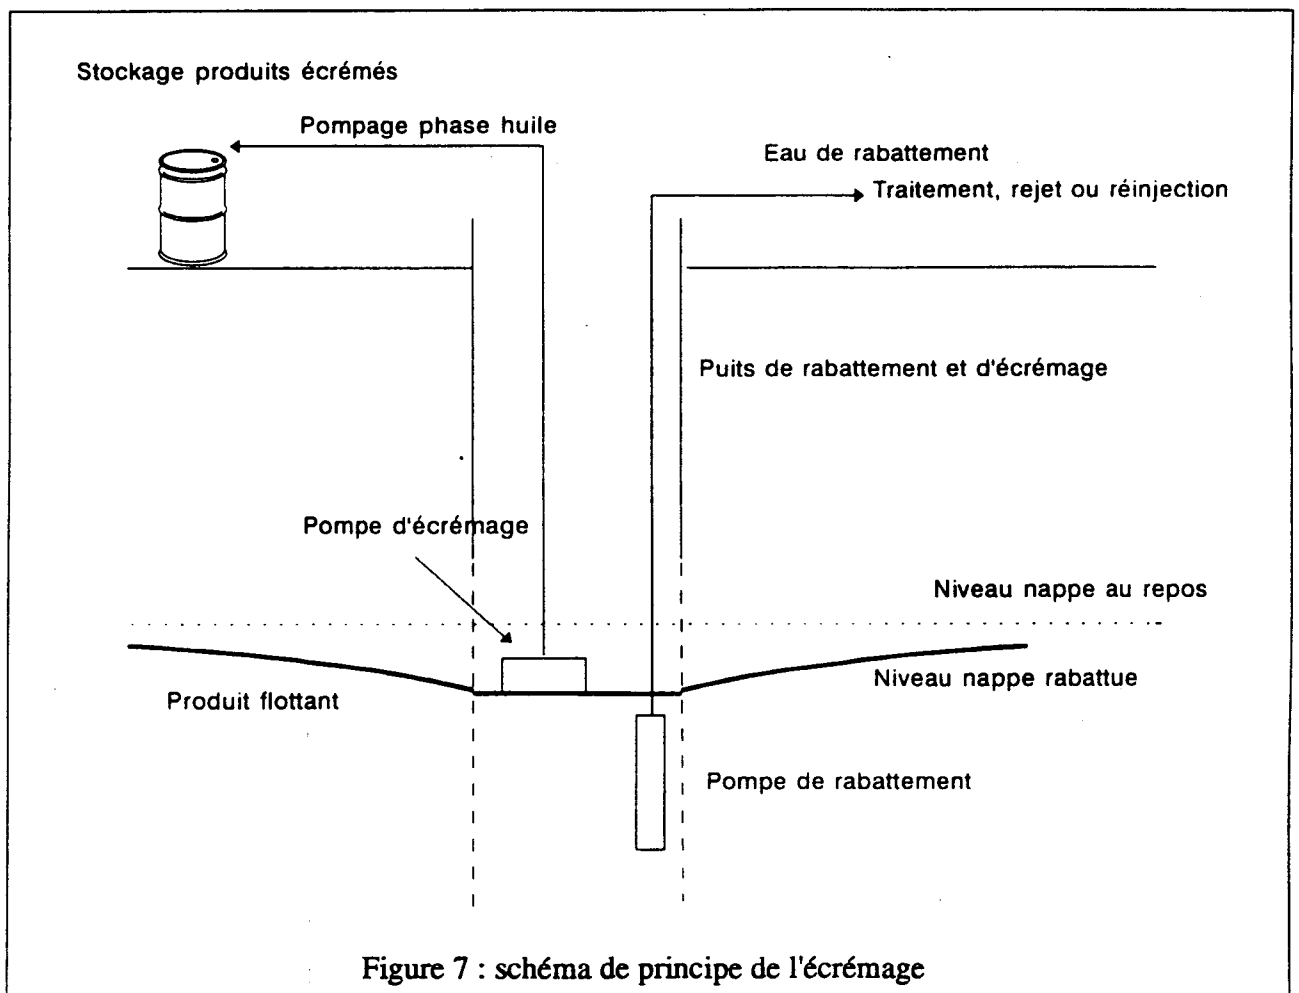 Stockage produits écrémés
Pompage phase huile
Eau de rabattement
Traitement, rejet ou réinjection
Puits de rabattement et d'écrémage
Pompe d'écrémage
Niveau nappe au repos
Niveau nappe rabattue
Produit flottant
Pompe de rabattement
Figure 7 : schéma de principe de l'écrémage